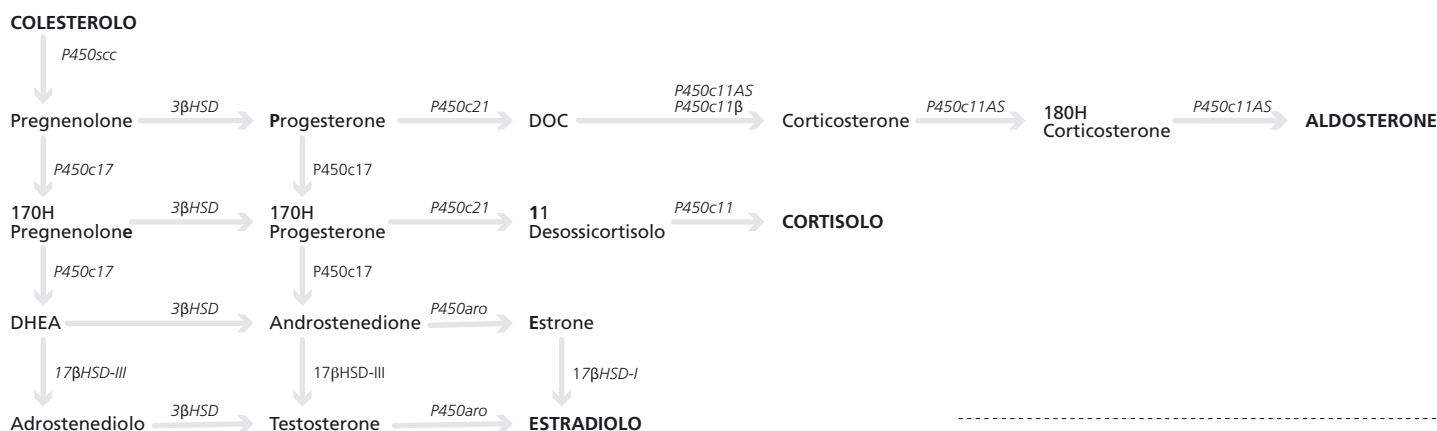 COLESTEROLO
P450scc
P450c11AS
3βHSD P450c21 P450c11β P450c11AS P450c11AS
Pregnenolone Progesterone DOC Corticosterone 180H Corticosterone ALDOSTERONE
P450c17 P450c17
170H 3βHSD 170H P450c21 11 P450c11
Pregnenolone Progesterone Desossicortisolo CORTISOLO
P450c17 P450c17
3βHSD P450aro
DHEA Androstenedione Estrone
17βHSD-III 17βHSD-III 17βHSD-I
3βHSD P450aro
Adrostenediolo Testosterone ESTRADIOLO